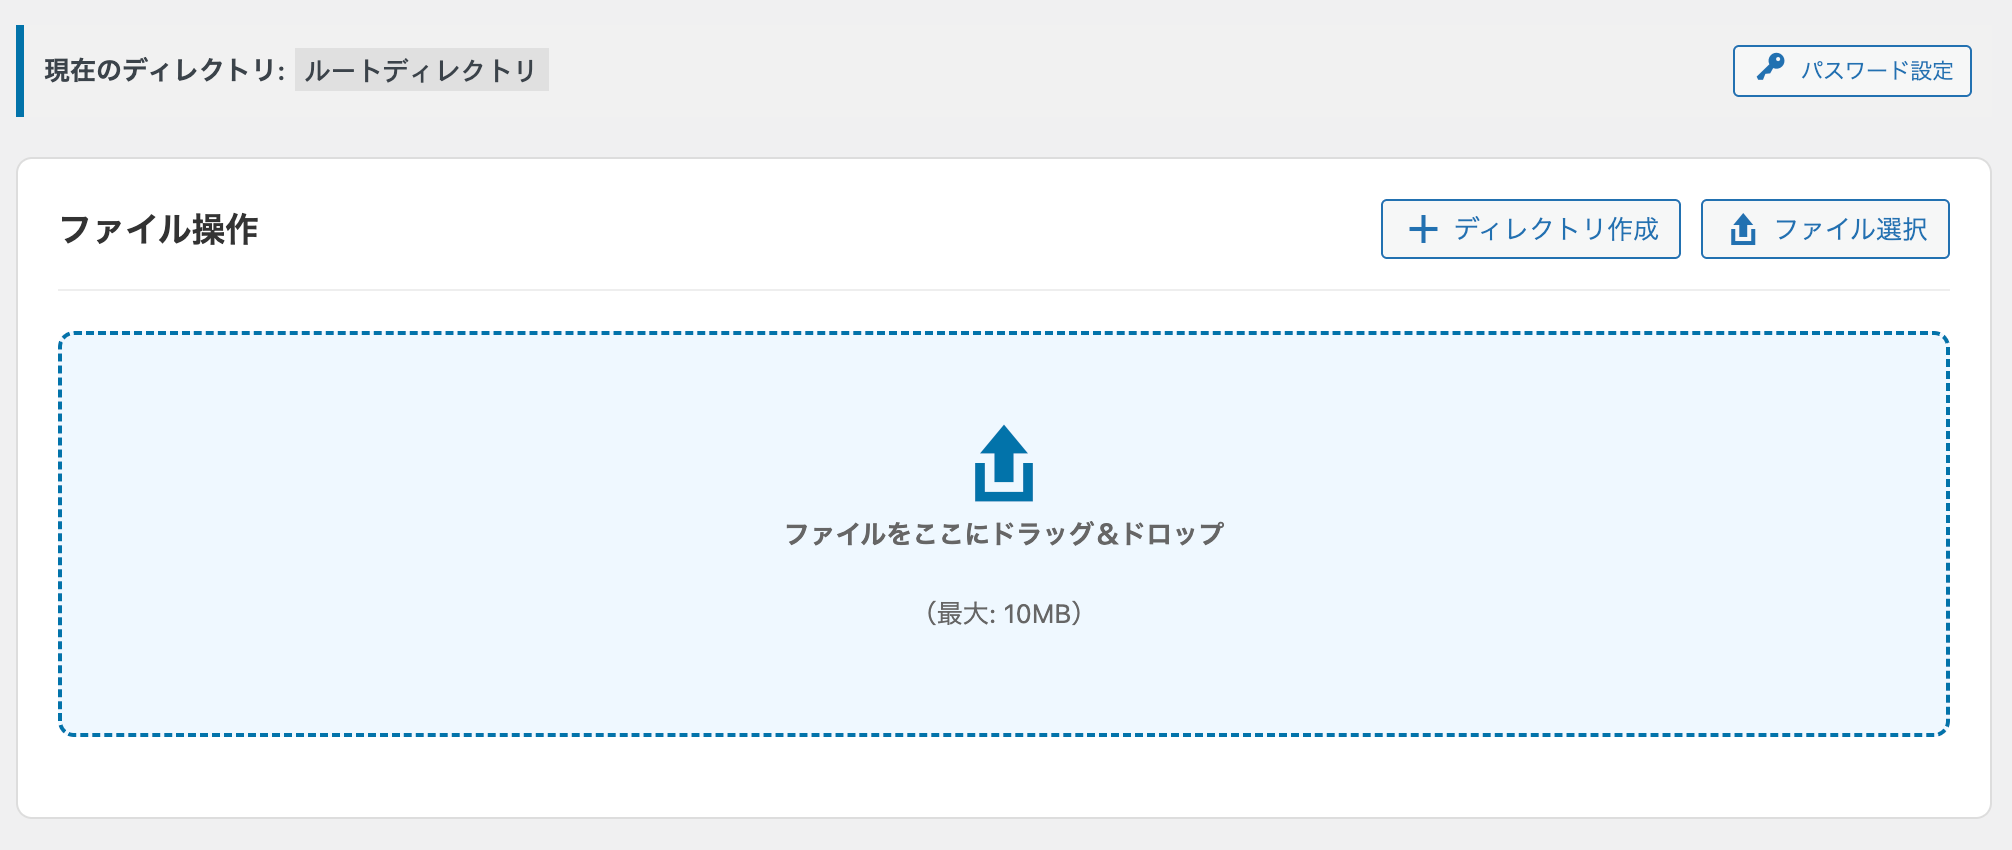 現在のディレクトリ: ルートディレクトリ
パスワード設定
ファイル操作
ディレクトリ作成
ファイル選択
ファイルをここにドラッグ&ドロップ
（最大: 10MB）